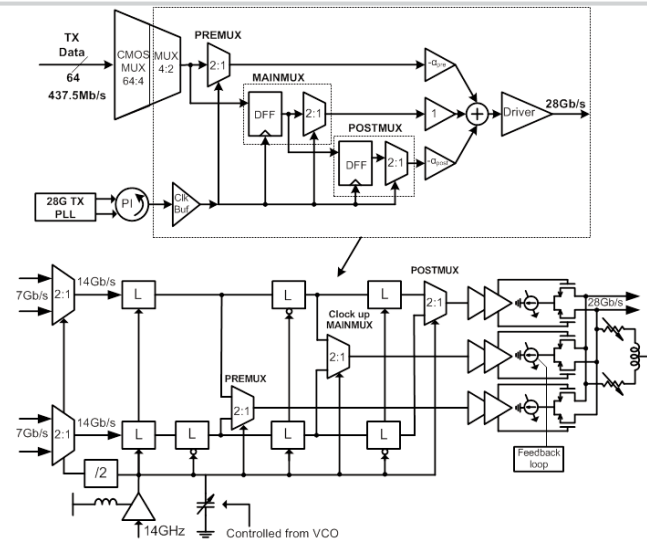 TX
Data
64
437.5Mb/s
CMOS
MUX
64:4
MUX
4:2
PREMUX
2:1
-αpre
MAINMUX
DFF
2:1
1
+
Driver
28Gb/s
POSTMUX
DFF
2:1
-αpost
28G TX
PLL
PI
Clk
Buf
7Gb/s
2:1
14Gb/s
L
L
L
POSTMUX
2:1
28Gb/s
Clock up
MAINMUX
2:1
PREMUX
2:1
7Gb/s
2:1
14Gb/s
L
L
L
L
Feedback
loop
/2
14GHz
Controlled from VCO